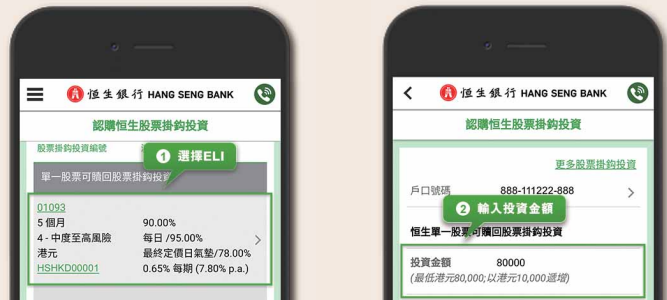 恒生銀行 HANG SENG BANK
認購恒生股票掛鈎投資
股票掛鈎投資編號
1 選擇ELI
單一股票可贖回股票掛鈎投資
01093
5 個月 90.00%
4 - 中度至高風險 每日 /95.00%
港元 最終定價日氣墊/78.00%
HSHKD00001 0.65% 每期 (7.80% p.a.)
恒生銀行 HANG SENG BANK
認購恒生股票掛鈎投資
更多股票掛鈎投資
戶口號碼 888-111222-888
2 輸入投資金額
恒生單一股票可贖回股票掛鈎投資
投資金額 80000
(最低港元80,000;以港元10,000遞增)